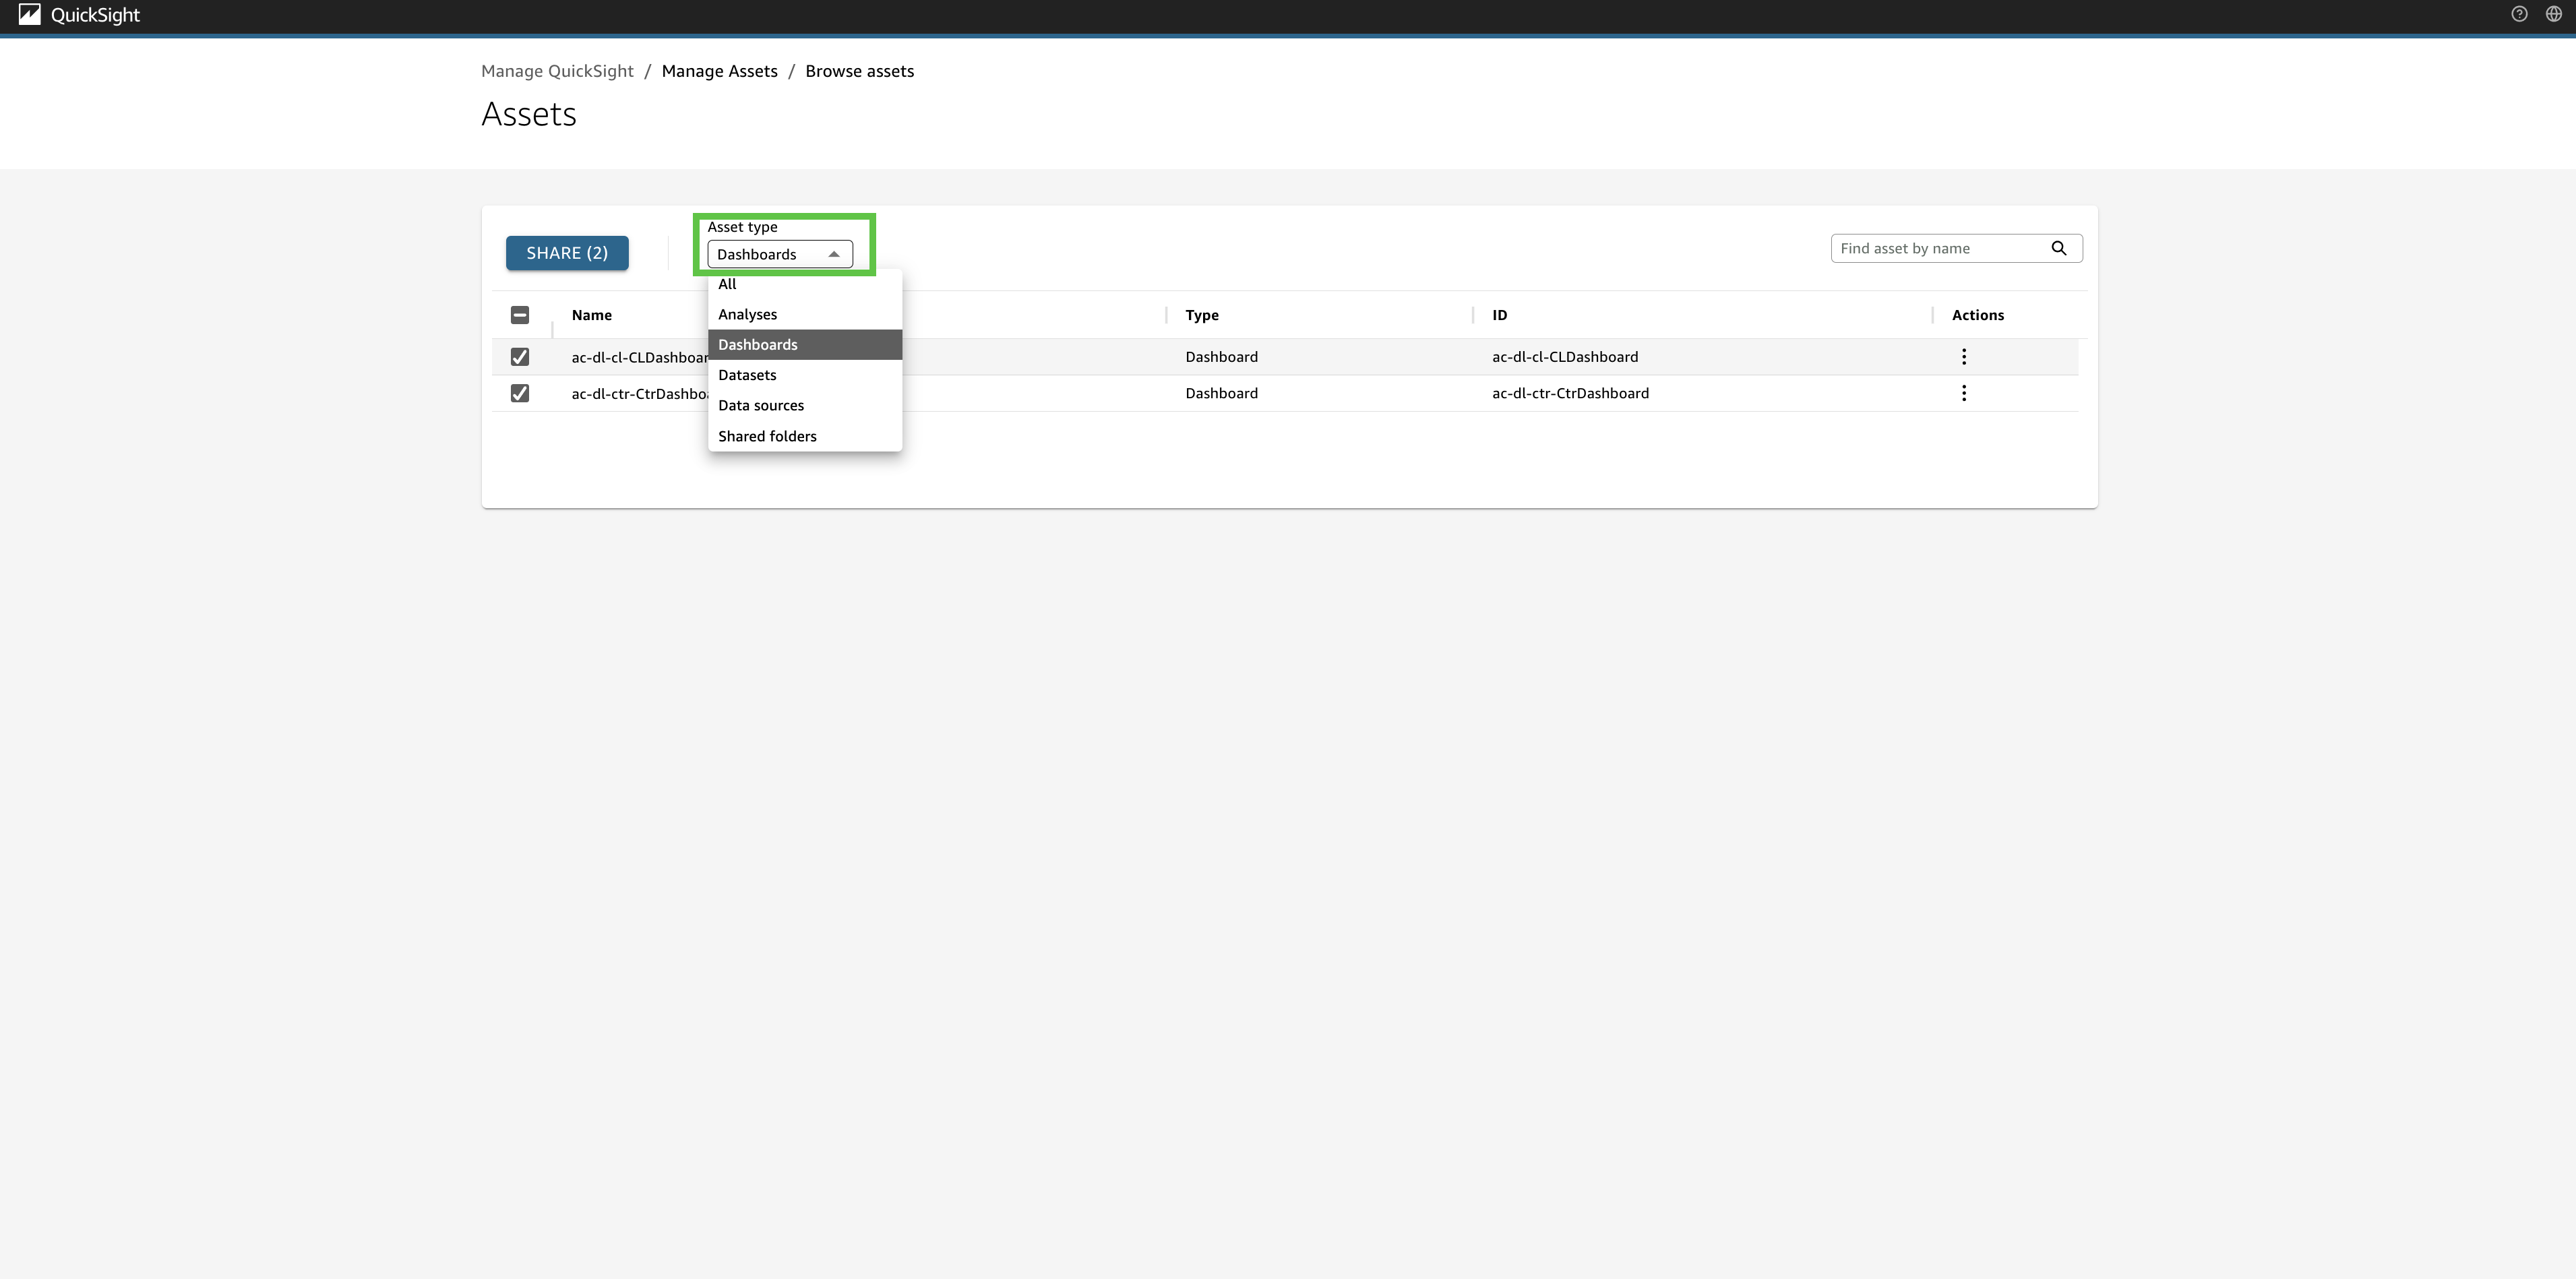 QuickSight
Manage QuickSight / Manage Assets / Browse assets
Assets
SHARE (2)
Asset type
Dashboards
Find asset by name
All
Analyses
Dashboards
Datasets
Data sources
Shared folders
Name Type ID Actions
ac-dl-cl-CLDashboar Dashboard ac-dl-cl-CLDashboard
ac-dl-ctr-CtrDashboa Dashboard ac-dl-ctr-CtrDashboard